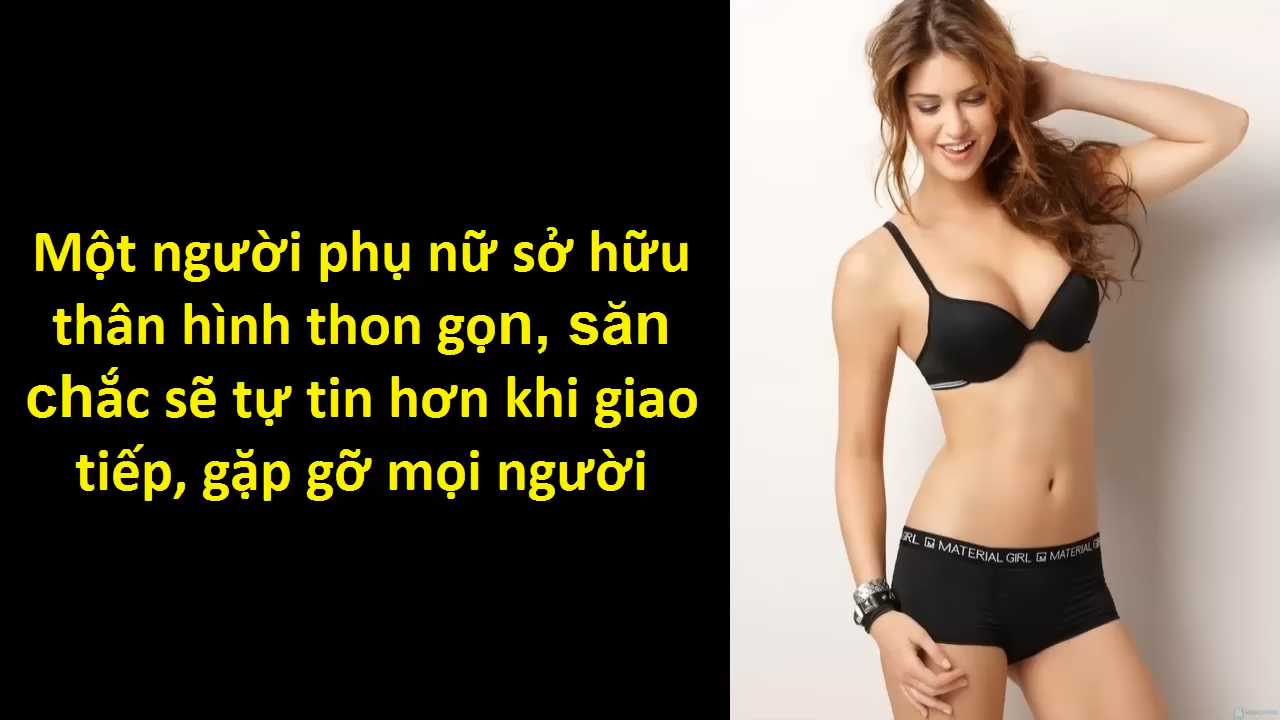 Một người phụ nữ sở hữu
thân hình thon gọn, săn
chắc sẽ tự tin hơn khi giao
tiếp, gặp gỡ mọi người
GIRL M MATERIAL GIRL M MATERIAL G